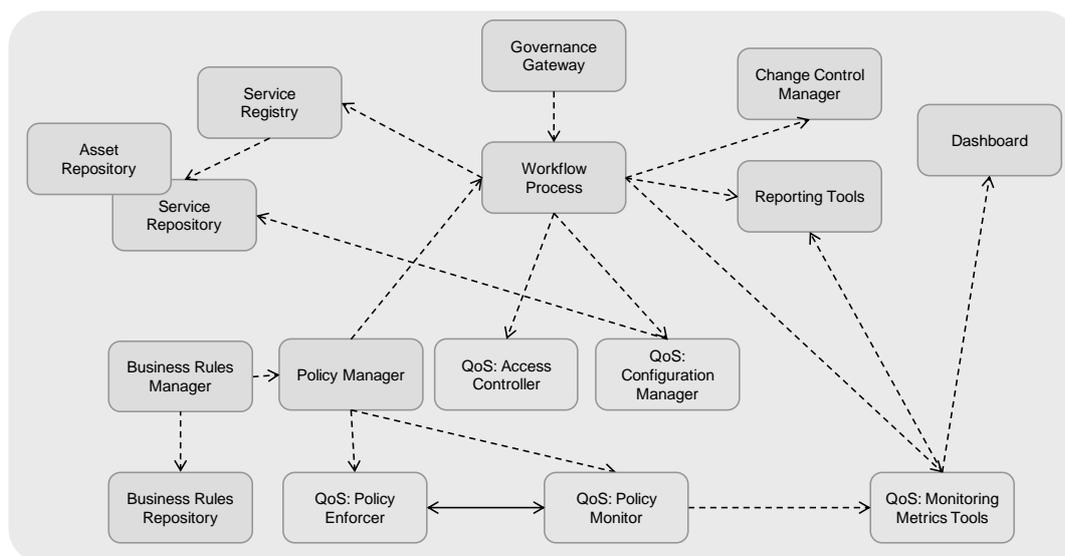 Governance
Gateway
Change Control
Manager
Service
Registry
Dashboard
Asset
Repository
Workflow
Process
Reporting Tools
Service
Repository
Business Rules
Manager
Policy Manager
QoS: Access
Controller
QoS:
Configuration
Manager
Business Rules
Repository
QoS: Policy
Enforcer
QoS: Policy
Monitor
QoS: Monitoring
Metrics Tools